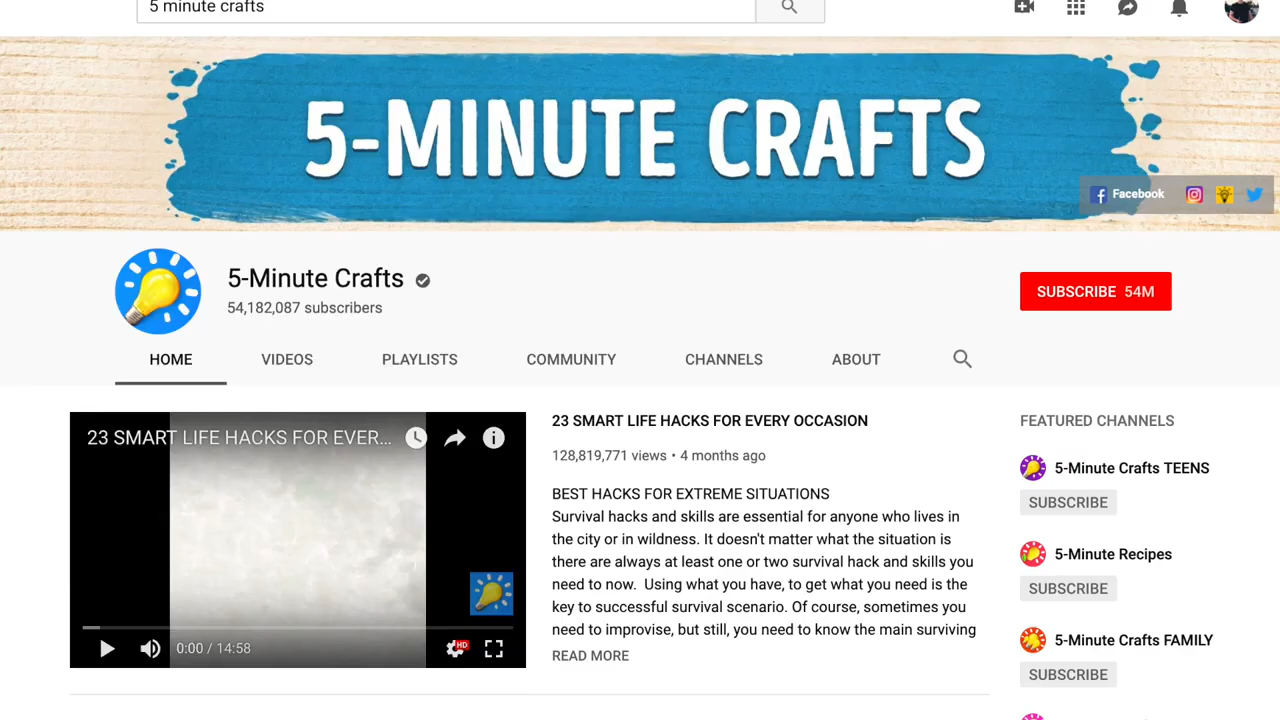 5 minute crafts
5-MINUTE CRAFTS
Facebook
5-Minute Crafts
54,182,087 subscribers
SUBSCRIBE 54M
HOME VIDEOS PLAYLISTS COMMUNITY CHANNELS ABOUT
23 SMART LIFE HACKS FOR EVER...
HD
0:00 / 14:58
23 SMART LIFE HACKS FOR EVERY OCCASION
128,819,771 views • 4 months ago
BEST HACKS FOR EXTREME SITUATIONS
Survival hacks and skills are essential for anyone who lives in
the city or in wildness. It doesn't matter what the situation is
there are always at least one or two survival hack and skills you
need to now.  Using what you have, to get what you need is the
key to successful survival scenario. Of course, sometimes you
need to improvise, but still, you need to know the main surviving
READ MORE
FEATURED CHANNELS
5-Minute Crafts TEENS
SUBSCRIBE
5-Minute Recipes
SUBSCRIBE
5-Minute Crafts FAMILY
SUBSCRIBE